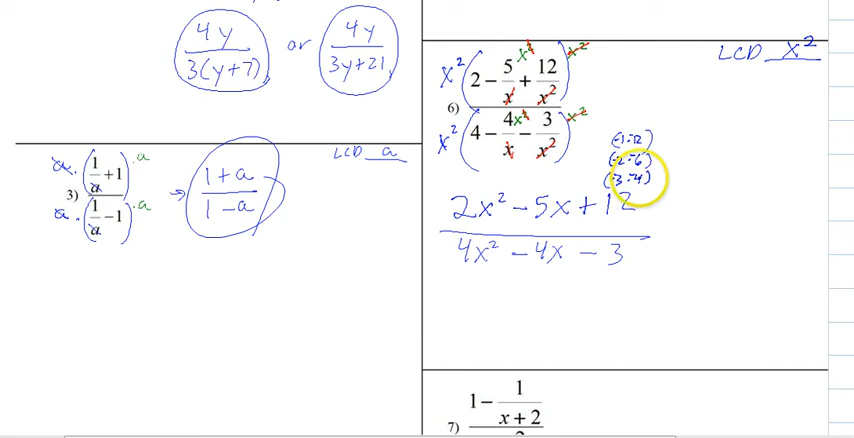 4y / 3(y+7) or 4y / 3y+21
3) a · (1/a + 1) · a / a · (1/a − 1) · a → 1+a / 1−a
LCD a
LCD x²
6) x² (2 − 5/x + 12/x²) x² / x² (4 − 4/x − 3/x²) x²
(-1 -12)
(-2 -6)
(-3 -4)
2x² − 5x + 12
4x² − 4x − 3
7) 1 − 1/x+2